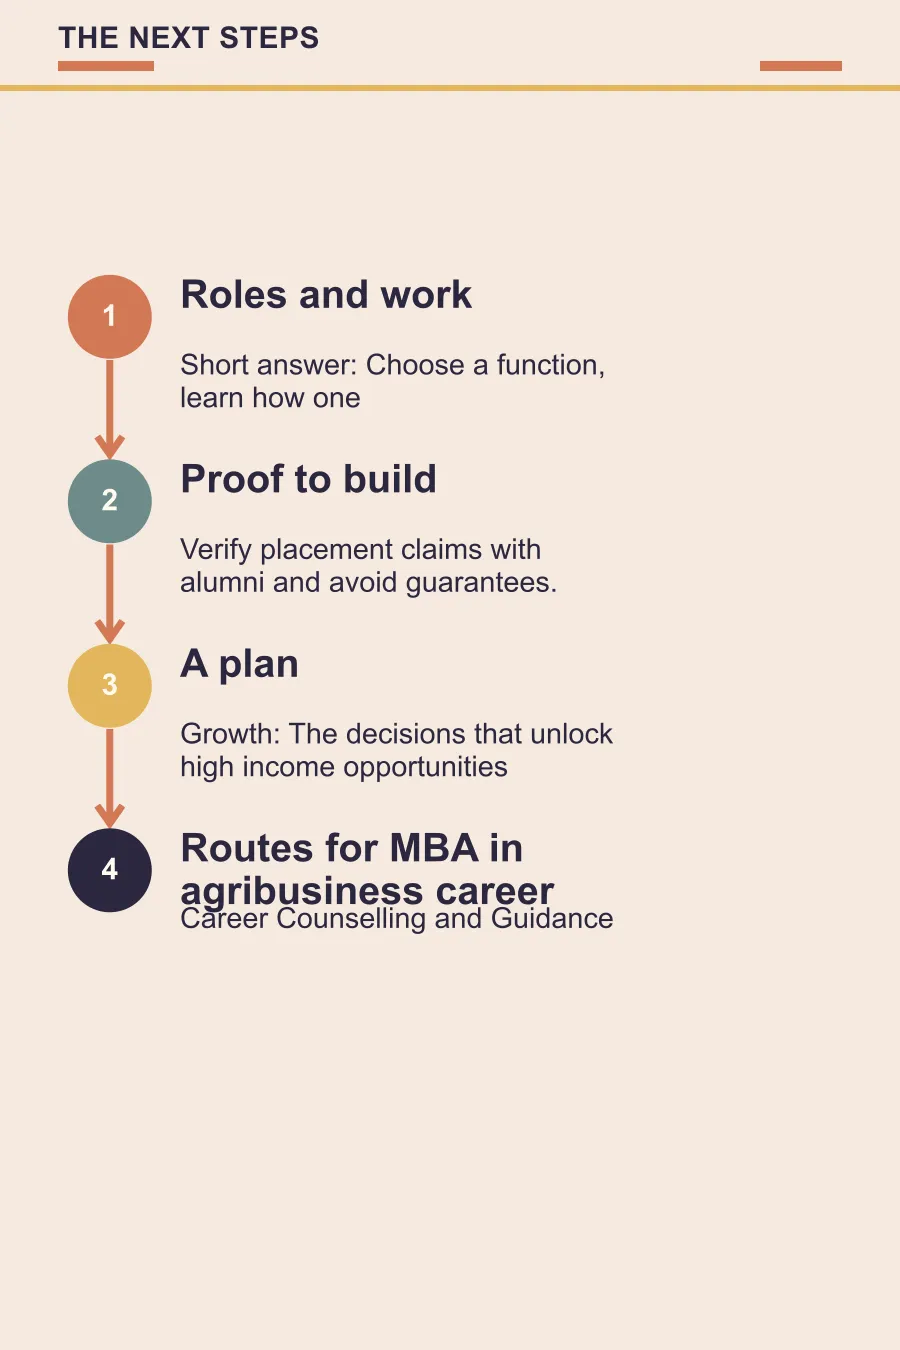 THE NEXT STEPS
1
Roles and work
Short answer: Choose a function,
learn how one
2
Proof to build
Verify placement claims with
alumni and avoid guarantees.
3
A plan
Growth: The decisions that unlock
high income opportunities
4
Routes for MBA in
agribusiness career
Career Counselling and Guidance